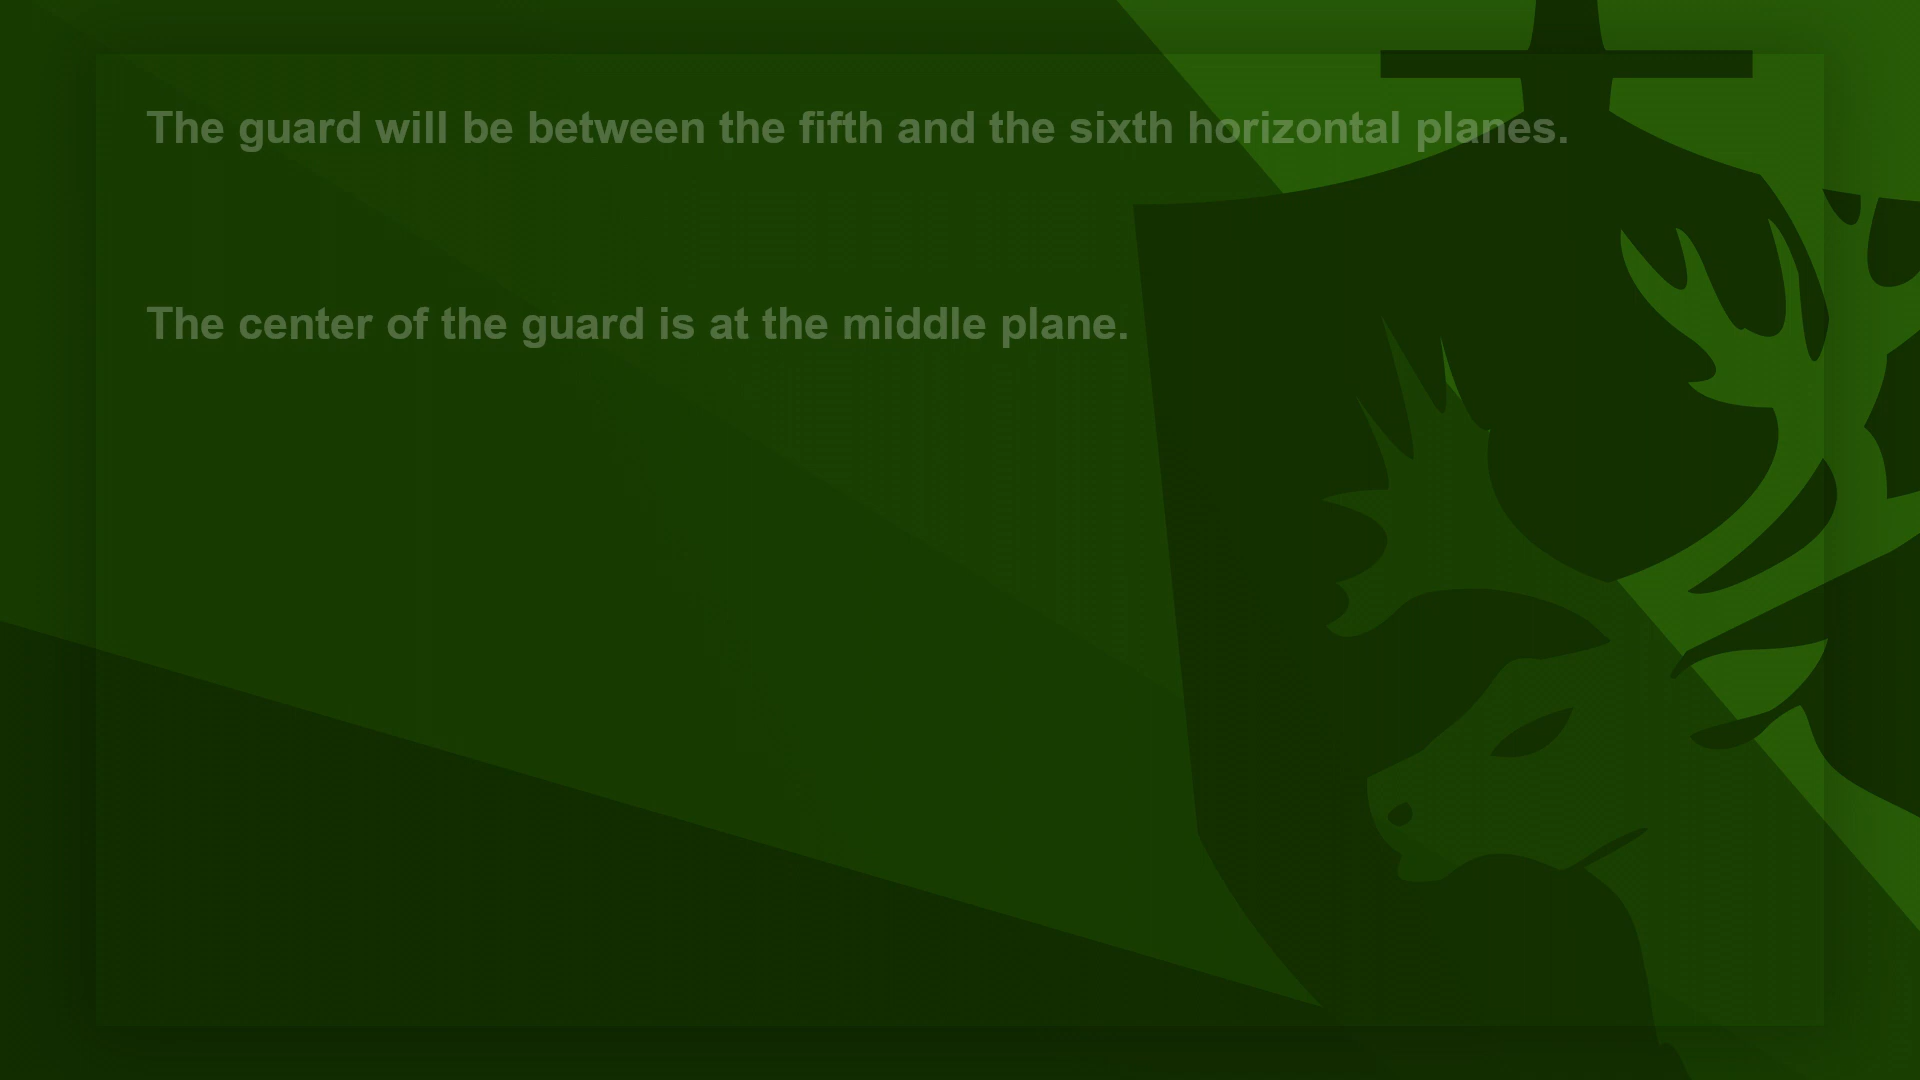 The guard will be between the fifth and the sixth horizontal planes.
The center of the guard is at the middle plane.